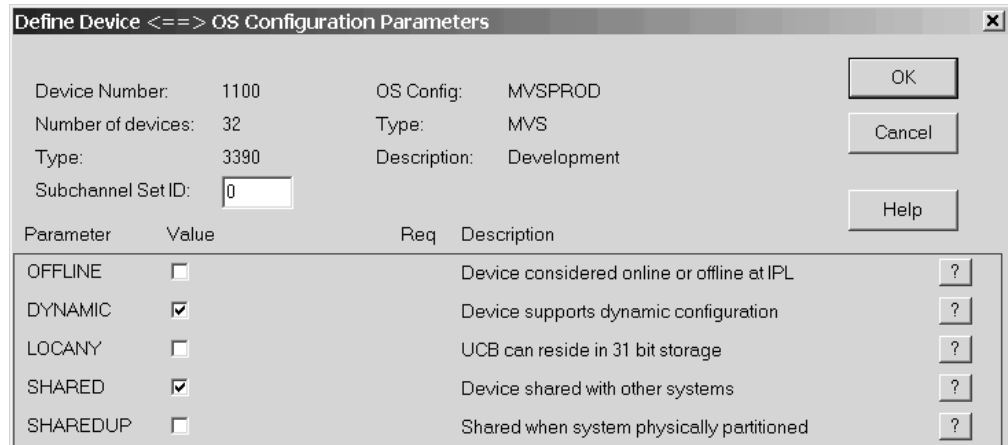 Define Device <==> OS Configuration Parameters x
Device Number: 1100 OS Config: MVSPROD OK
Number of devices: 32 Type: MVS
Type: 3390 Description: Development Cancel
Subchannel Set ID: 0
Help
Parameter Value Req Description
OFFLINE Device considered online or offline at IPL ?
DYNAMIC Device supports dynamic configuration ?
LOCANY UCB can reside in 31 bit storage ?
SHARED Device shared with other systems ?
SHAREDUP Shared when system physically partitioned ?